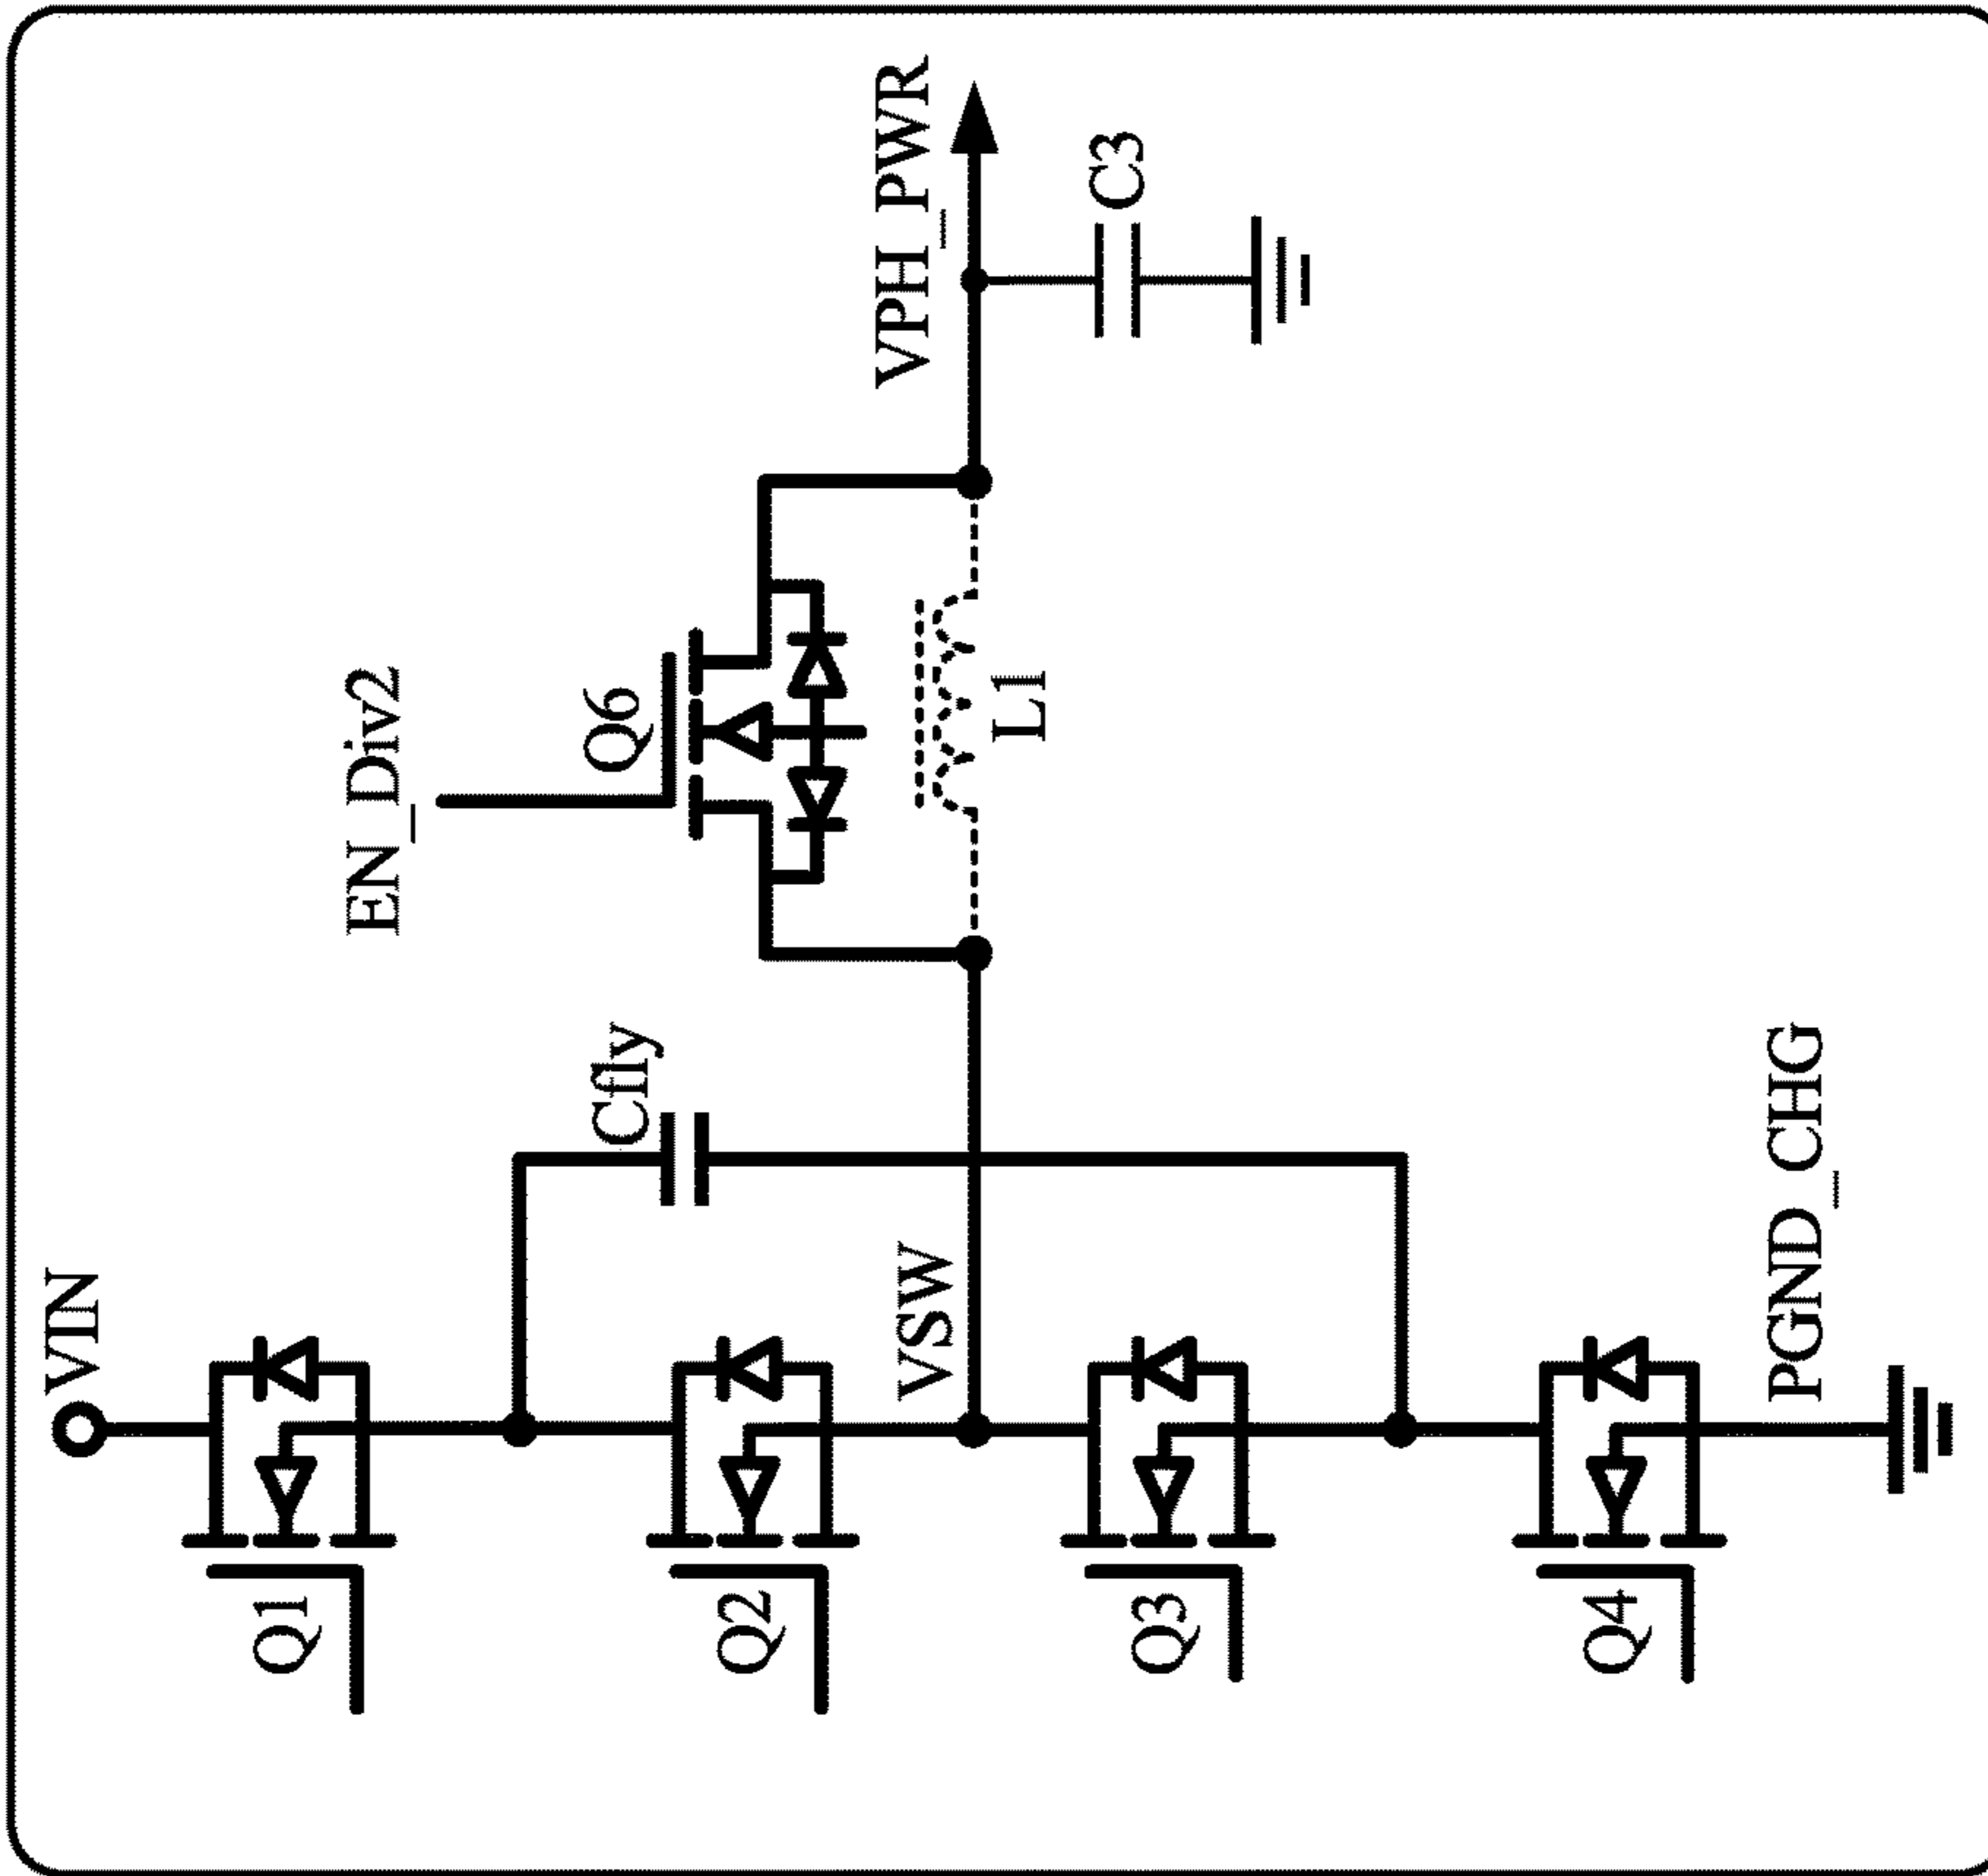 VIN
Q1
EN_Div2
Q6
Cfly
Q2
VSW
VPH_PWR
L1
C3
Q3
Q4
PGND_CHG